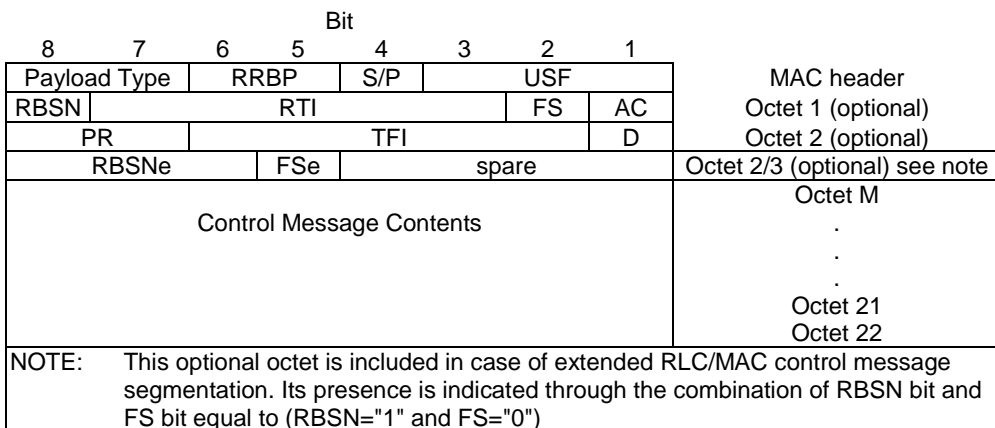 Bit
8 7 6 5 4 3 2 1
Payload Type RRBP S/P USF MAC header
RBSN RTI FS AC Octet 1 (optional)
PR TFI D Octet 2 (optional)
RBSNe FSe spare Octet 2/3 (optional) see note
Octet M
Control Message Contents .
.
.
Octet 21
Octet 22
NOTE: This optional octet is included in case of extended RLC/MAC control message
segmentation. Its presence is indicated through the combination of RBSN bit and
FS bit equal to (RBSN="1" and FS="0")